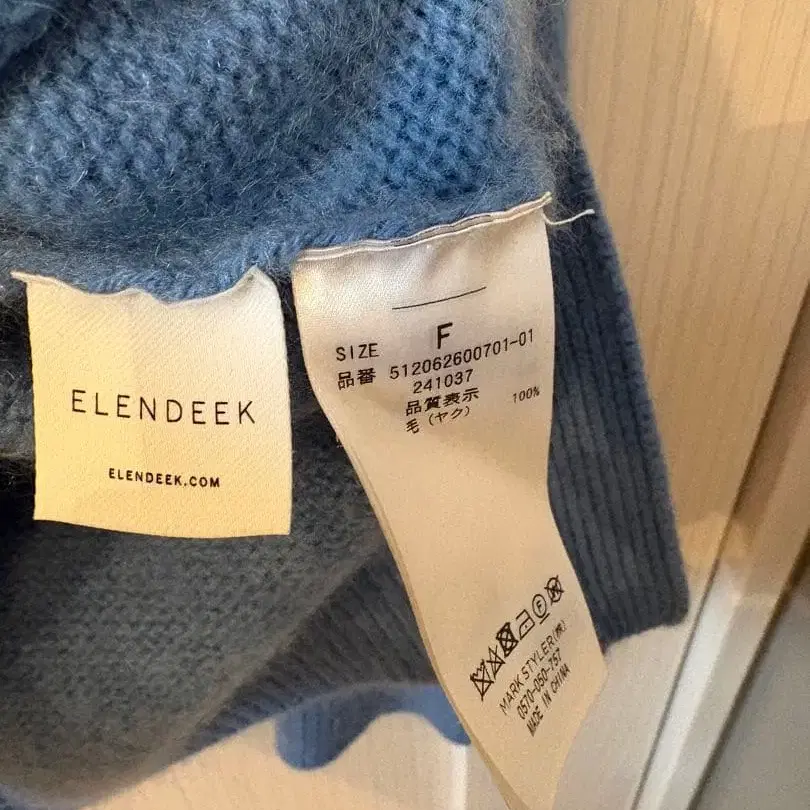 ELENDEEK
ELENDEEK.COM
SIZE F
品番 512062600701-01
241037
品質表示
毛(ヤク) 100%
MARK STYLER(株)
0570-050-757
MADE IN CHINA